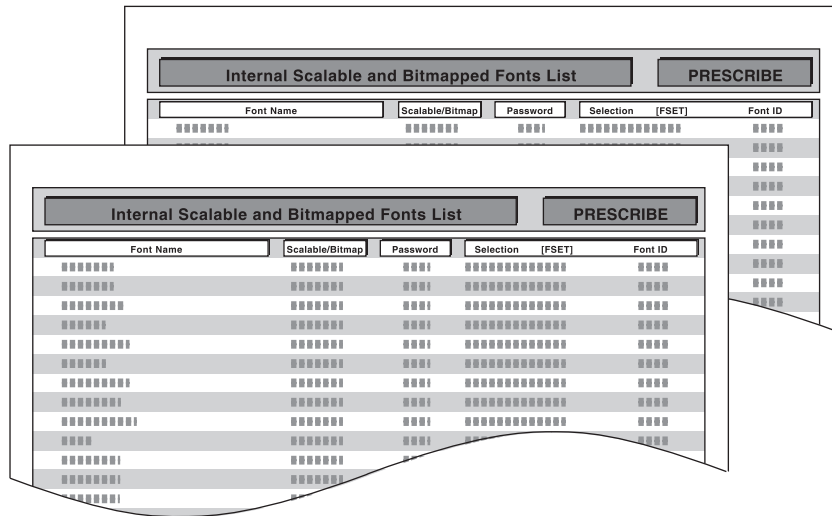 Internal Scalable and Bitmapped Fonts List PRESCRIBE
Font Name Scalable/Bitmap Password Selection [FSET] Font ID
Internal Scalable and Bitmapped Fonts List PRESCRIBE
Font Name Scalable/Bitmap Password Selection [FSET] Font ID